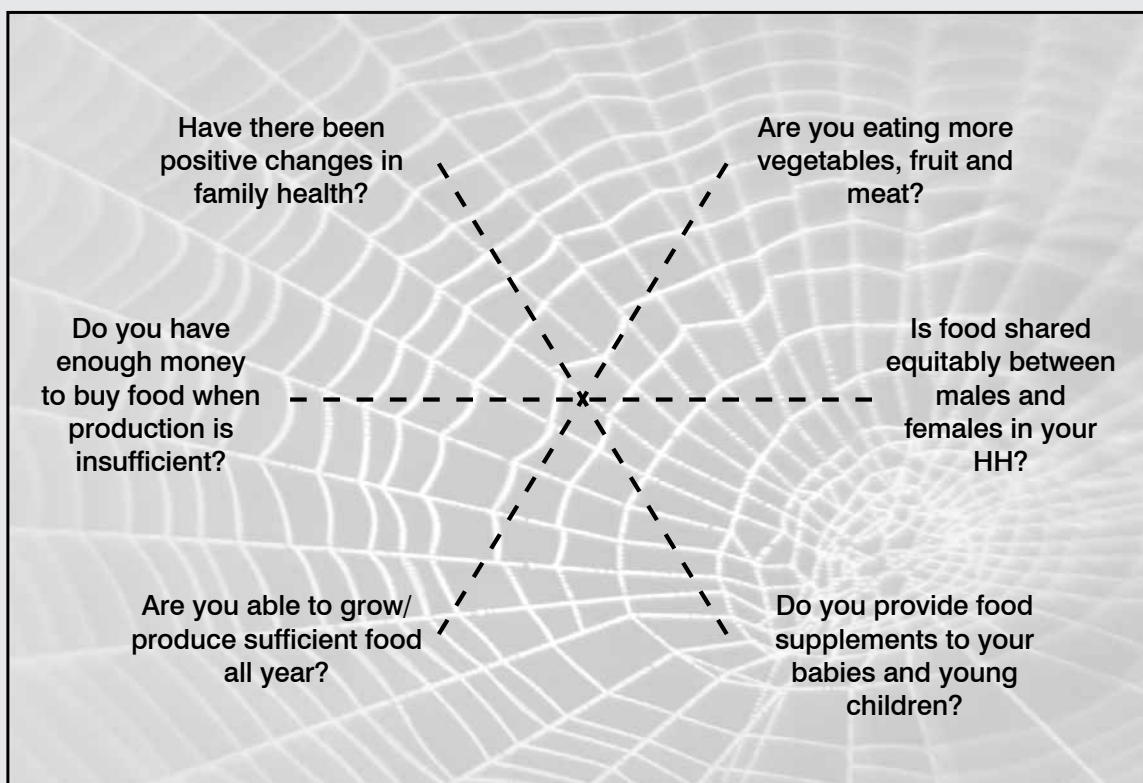 Have there been
positive changes in
family health?
Are you eating more
vegetables, fruit and
meat?
Do you have
enough money
to buy food when
production is
insufficient?
Is food shared
equitably between
males and
females in your
HH?
Are you able to grow/
produce sufficient food
all year?
Do you provide food
supplements to your
babies and young
children?